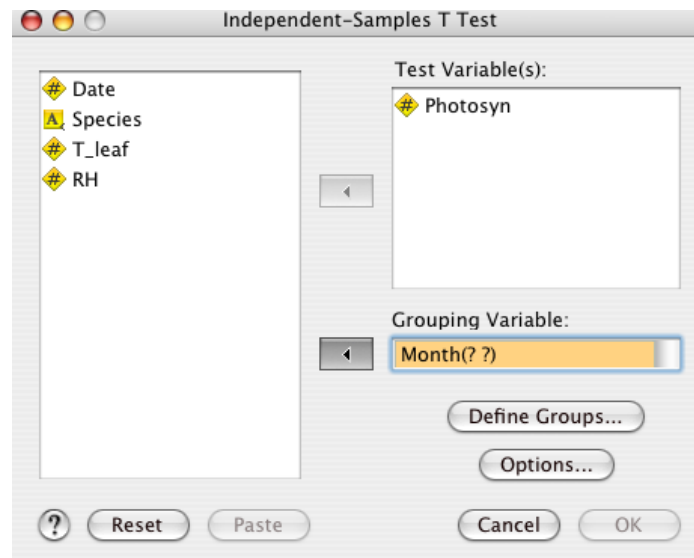 Independent-Samples T Test
# Date
A Species
# T_leaf
# RH
Test Variable(s):
# Photosyn
Grouping Variable:
Month(? ?)
Define Groups...
Options...
? Reset Paste Cancel OK